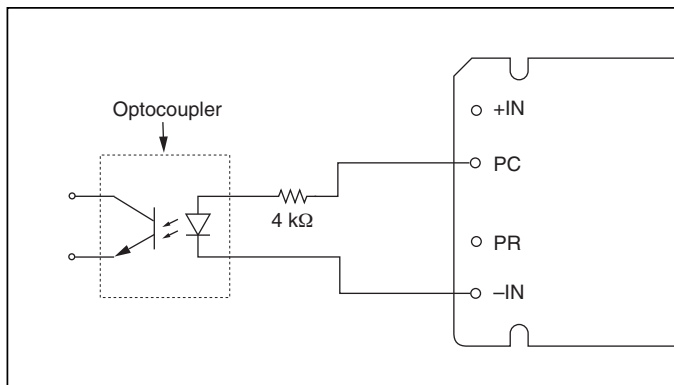 Optocoupler
4 kΩ
+IN
PC
PR
–IN